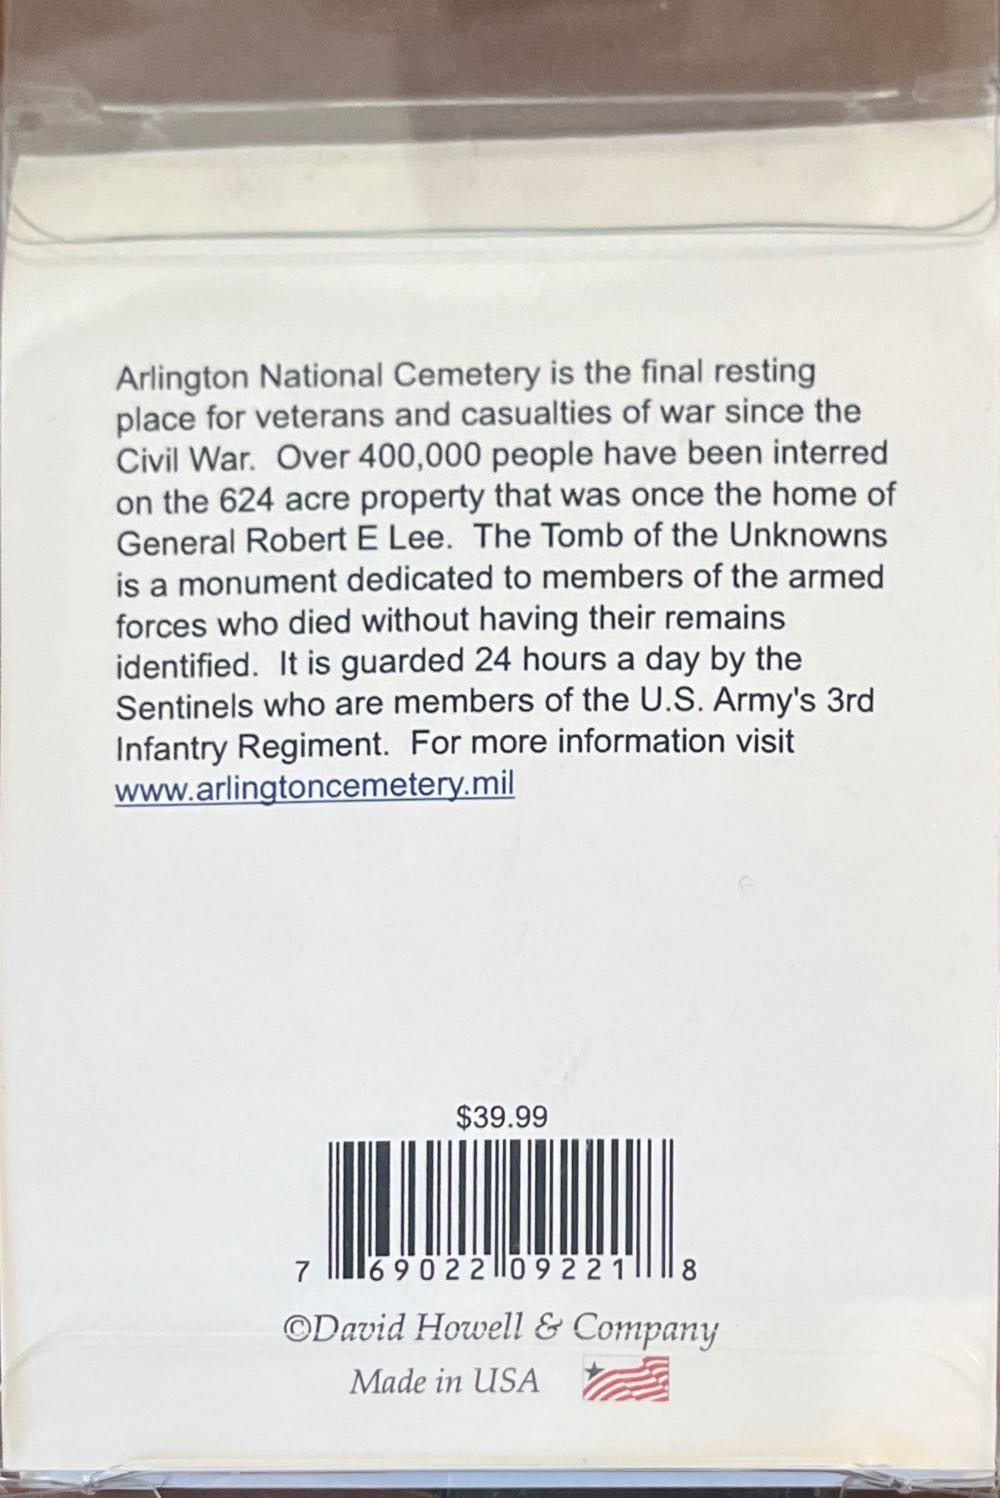 Arlington National Cemetery is the final resting
place for veterans and casualties of war since the
Civil War.  Over 400,000 people have been interred
on the 624 acre property that was once the home of
General Robert E Lee.  The Tomb of the Unknowns
is a monument dedicated to members of the armed
forces who died without having their remains
identified.  It is guarded 24 hours a day by the
Sentinels who are members of the U.S. Army's 3rd
Infantry Regiment.  For more information visit
www.arlingtoncemetery.mil
$39.99
7 69022 09221 8
©David Howell & Company
Made in USA